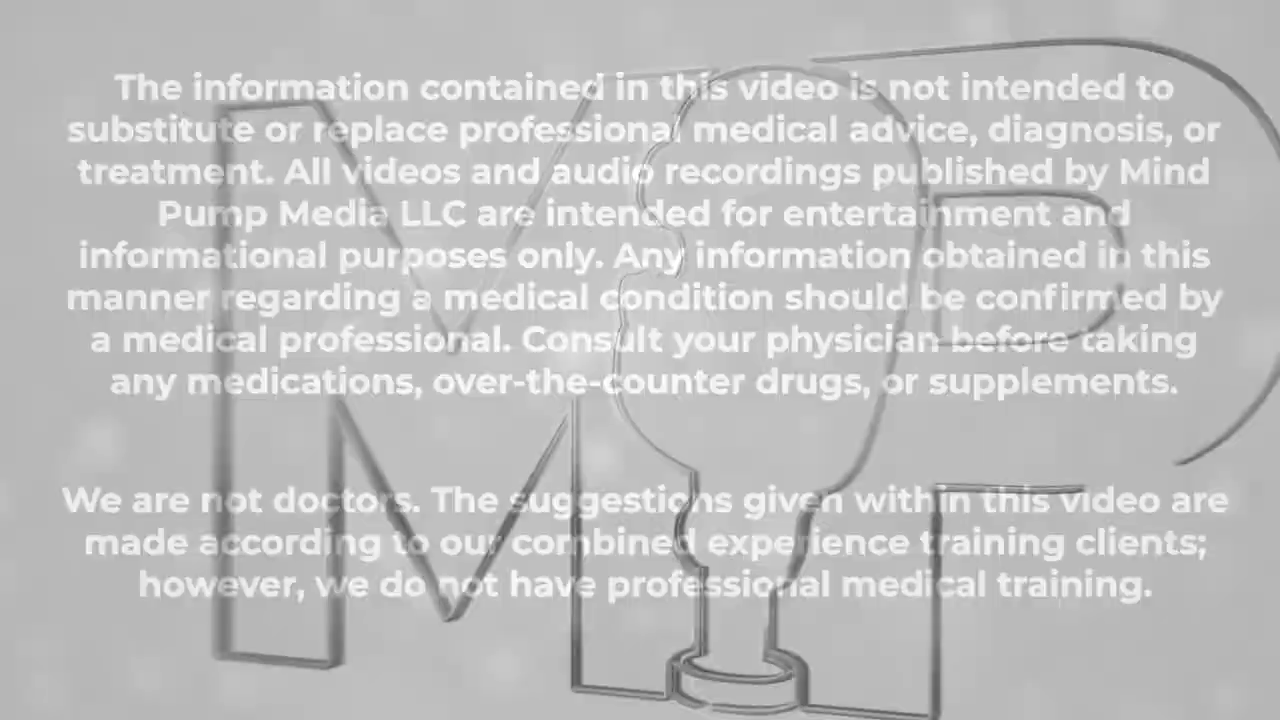 The information contained in this video is not intended to
substitute or replace professional medical advice, diagnosis, or
treatment. All videos and audio recordings published by Mind
Pump Media LLC are intended for entertainment and
informational purposes only. Any information obtained in this
manner regarding a medical condition should be confirmed by
a medical professional. Consult your physician before taking
any medications, over-the-counter drugs, or supplements.
We are not doctors. The suggestions given within this video are
made according to our combined experience training clients;
however, we do not have professional medical training.